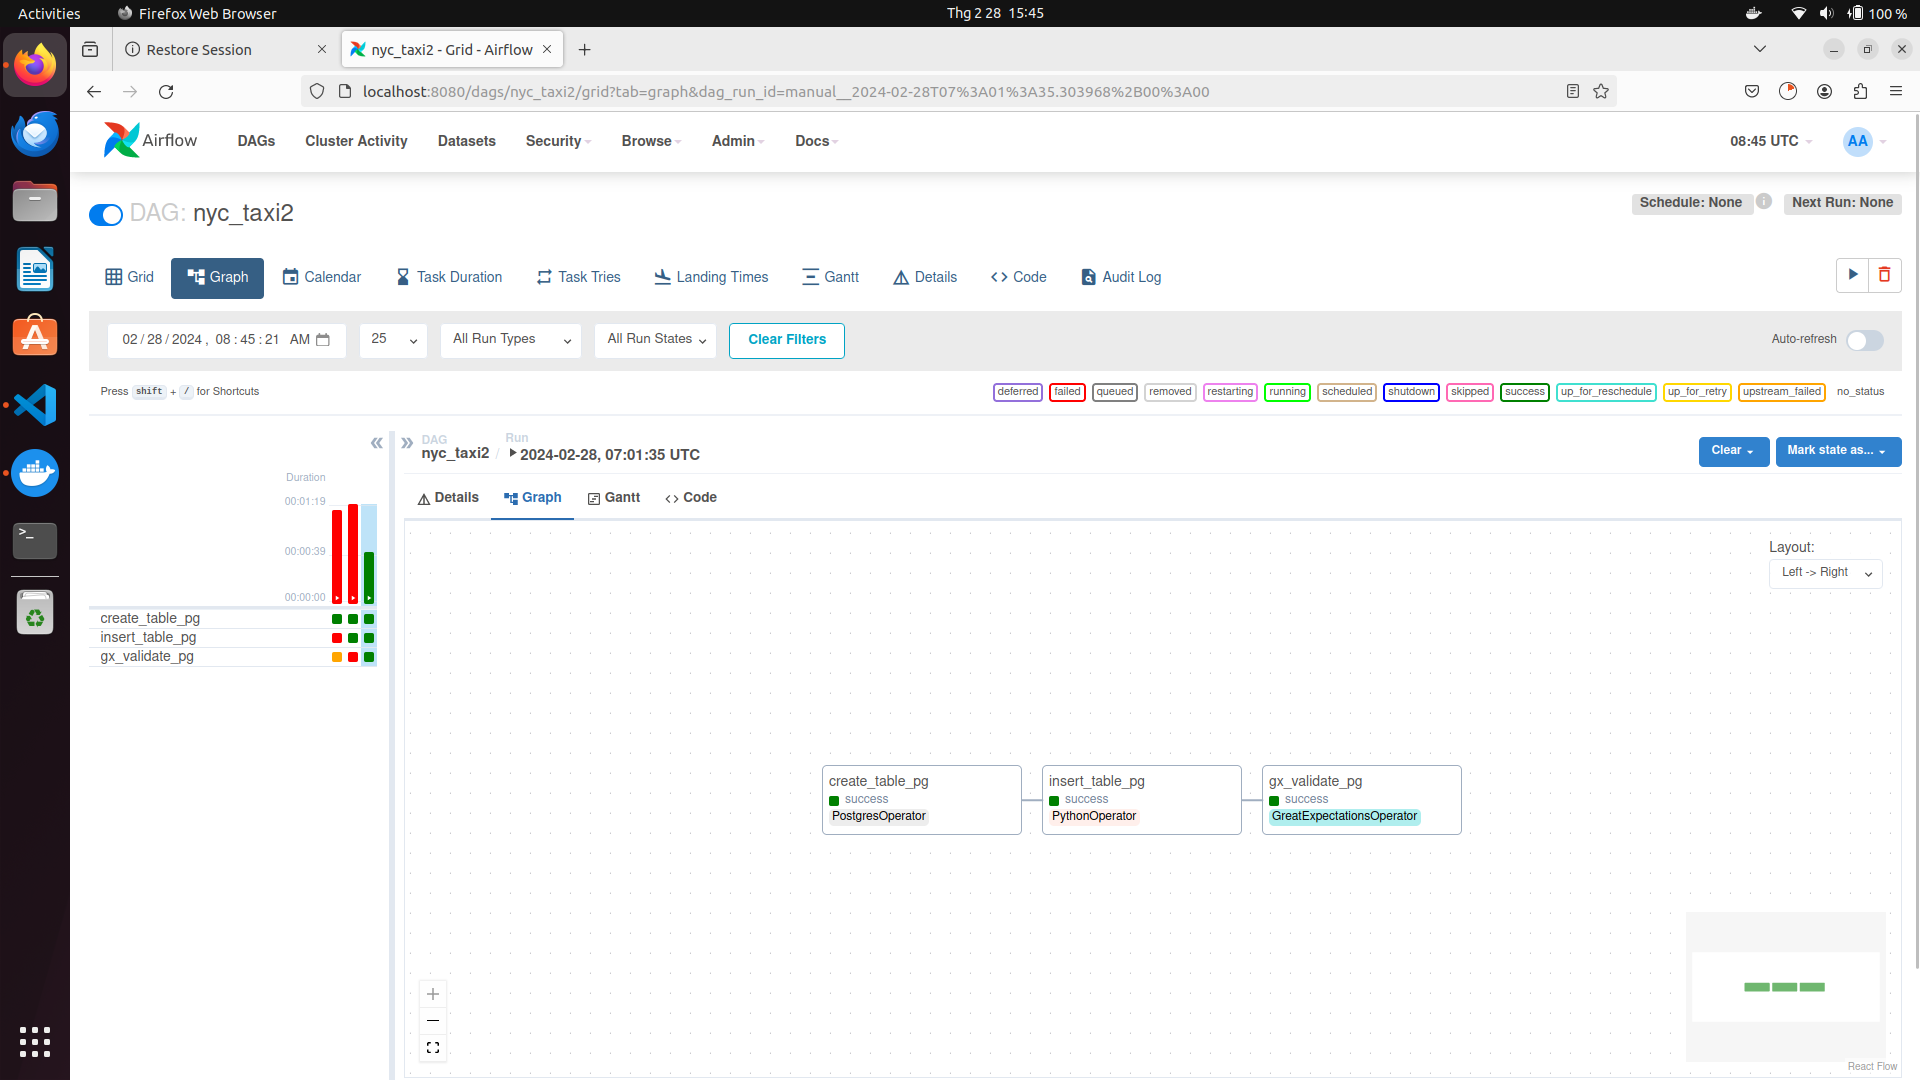 Activities Firefox Web Browser Thg 2 28 15:45 100 %
Restore Session nyc_taxi2 - Grid - Airflow
localhost:8080/dags/nyc_taxi2/grid?tab=graph&dag_run_id=manual__2024-02-28T07%3A01%3A35.303968%2B00%3A00
Airflow DAGs Cluster Activity Datasets Security Browse Admin Docs 08:45 UTC AA
DAG: nyc_taxi2 Schedule: None Next Run: None
Grid Graph Calendar Task Duration Task Tries Landing Times Gantt Details Code Audit Log
02/28/2024, 08:45:21 AM 25 All Run Types All Run States Clear Filters Auto-refresh
Press shift + / for Shortcuts deferred failed queued removed restarting running scheduled shutdown skipped success up_for_reschedule up_for_retry upstream_failed no_status
DAG Run
nyc_taxi2 / 2024-02-28, 07:01:35 UTC Clear Mark state as...
Duration
00:01:19
00:00:39
00:00:00
create_table_pg
insert_table_pg
gx_validate_pg
Details Graph Gantt Code
Layout:
Left -> Right
create_table_pg
success
PostgresOperator
insert_table_pg
success
PythonOperator
gx_validate_pg
success
GreatExpectationsOperator
React Flow